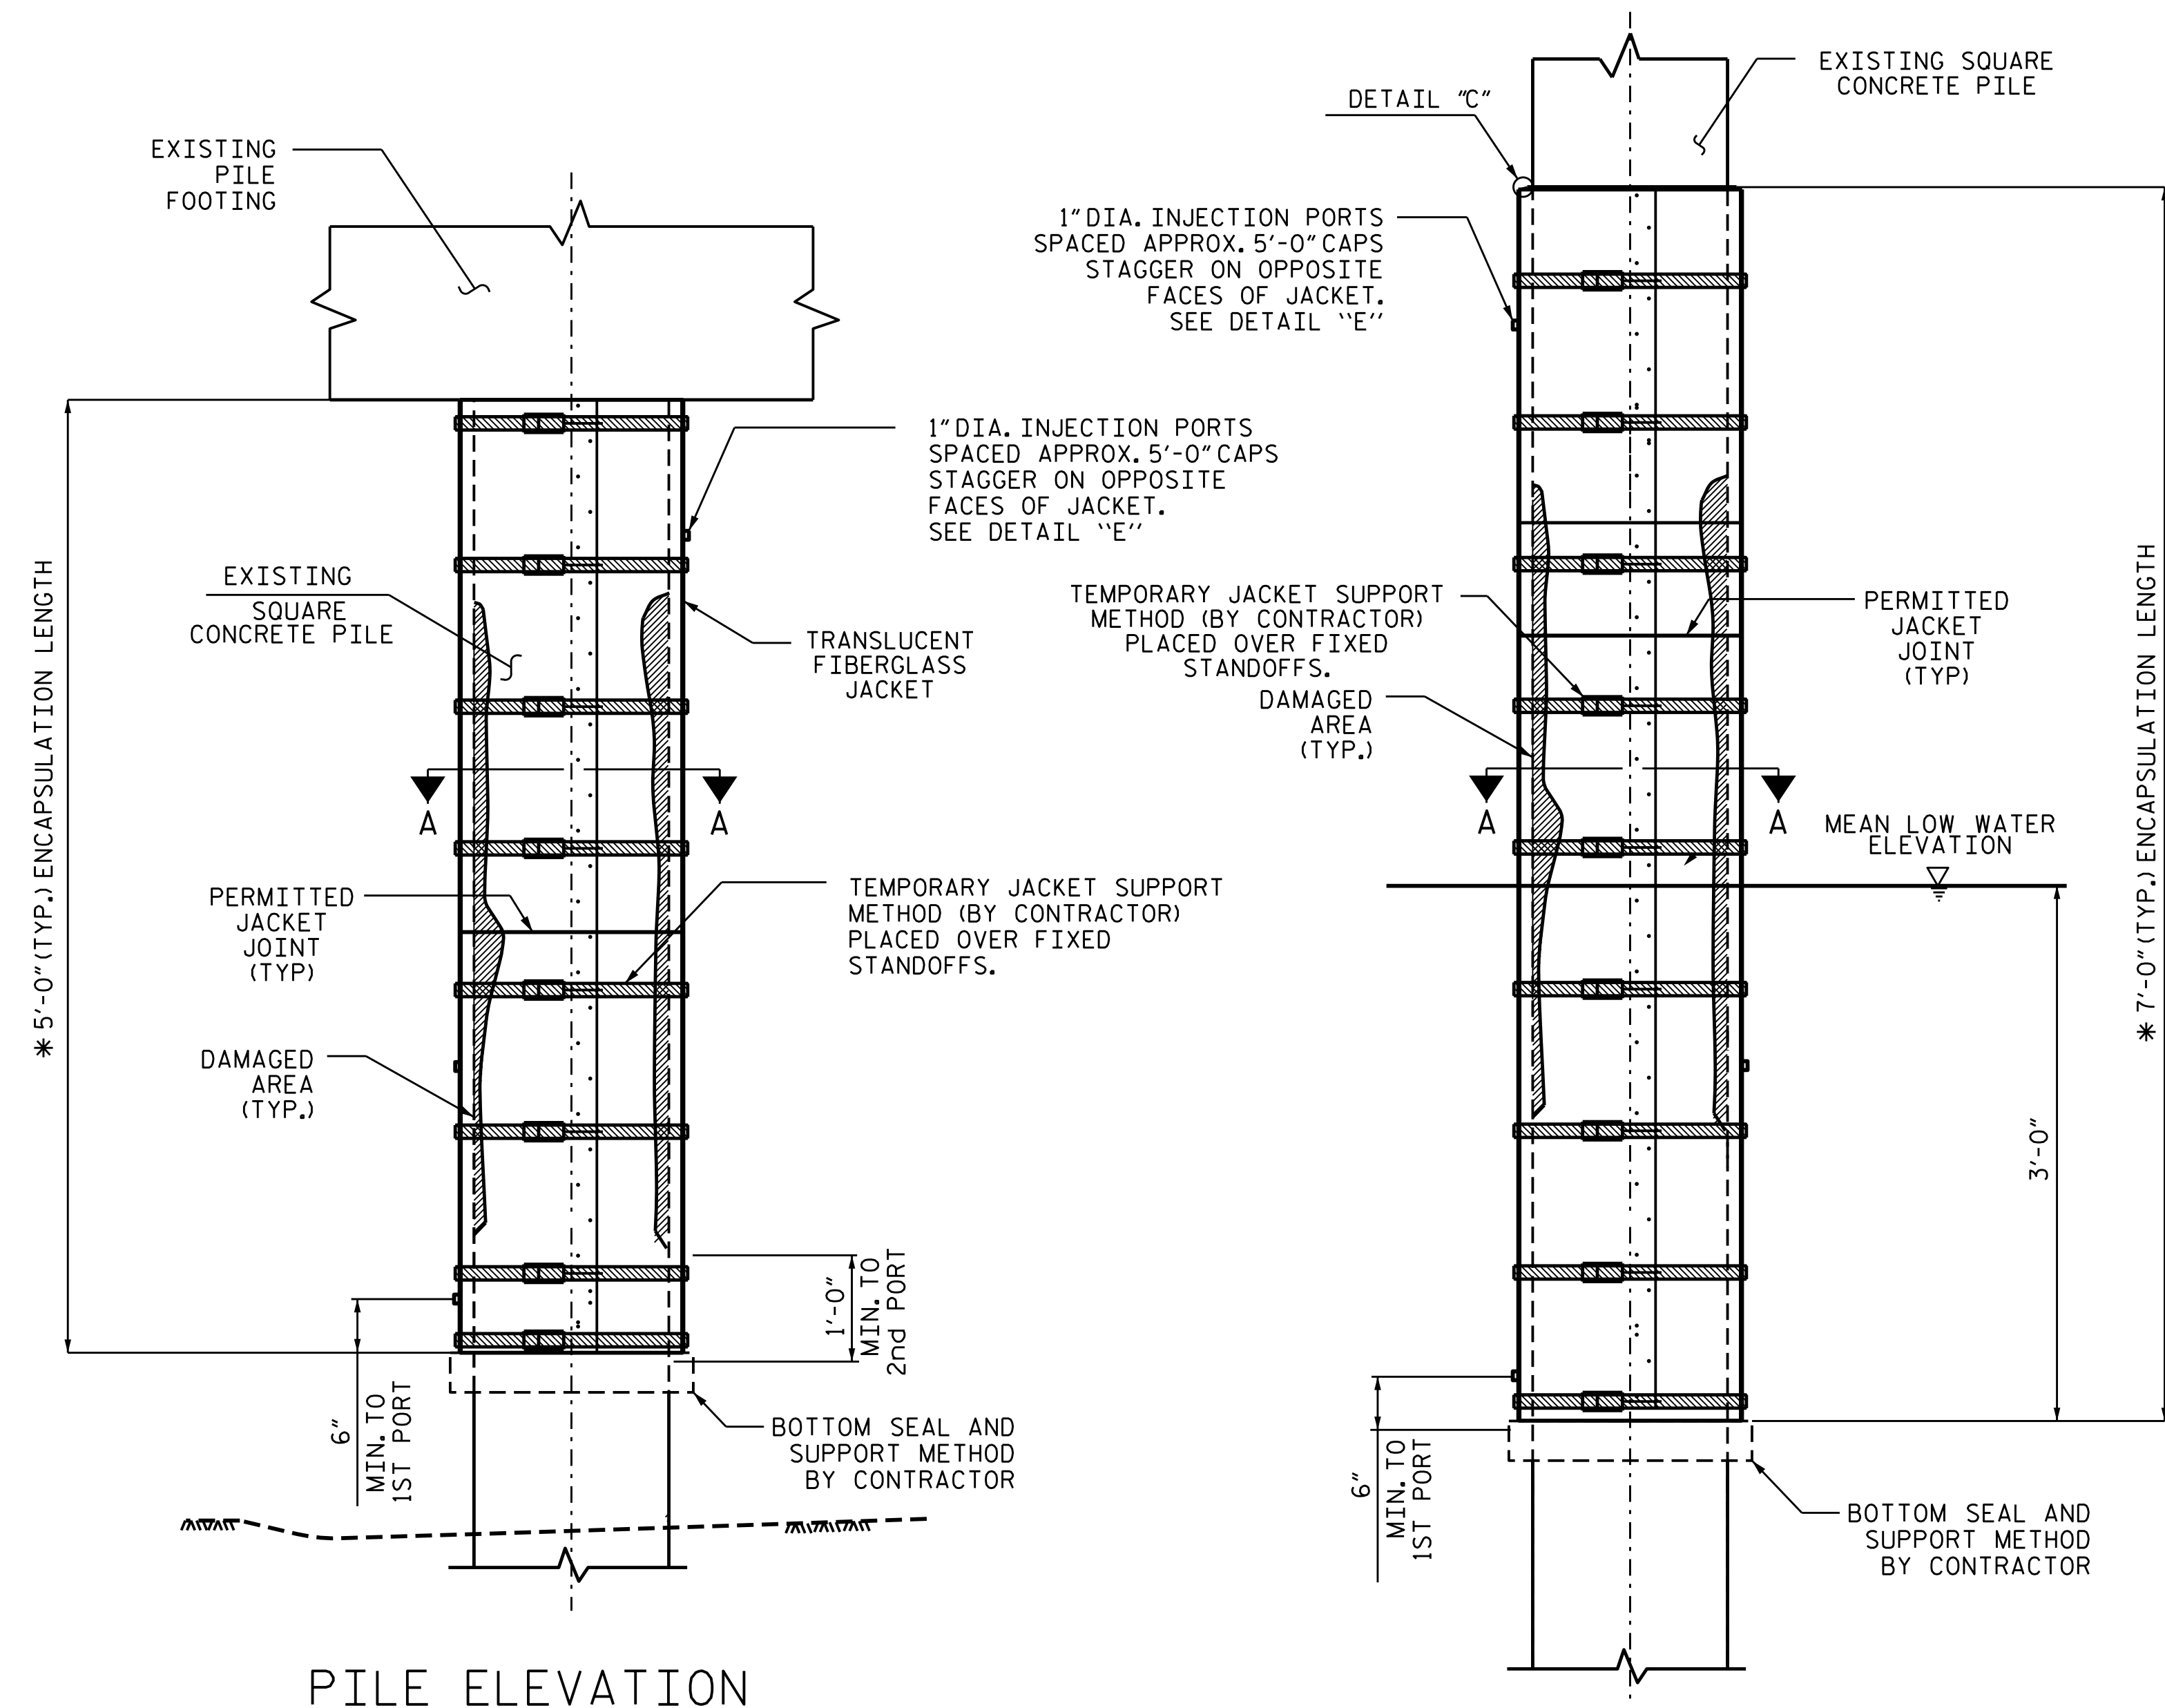 EXISTING
PILE
FOOTING
✳ 5'-0" (TYP.) ENCAPSULATION LENGTH
EXISTING
SQUARE
CONCRETE PILE
1" DIA. INJECTION PORTS
SPACED APPROX. 5'-0" CAPS
STAGGER ON OPPOSITE
FACES OF JACKET.
SEE DETAIL "E"
TRANSLUCENT
FIBERGLASS
JACKET
A
A
PERMITTED
JACKET
JOINT
(TYP)
TEMPORARY JACKET SUPPORT
METHOD (BY CONTRACTOR)
PLACED OVER FIXED
STANDOFFS.
DAMAGED
AREA
(TYP.)
6"
MIN. TO
1ST PORT
1'-0"
MIN. TO
2nd PORT
BOTTOM SEAL AND
SUPPORT METHOD
BY CONTRACTOR
PILE ELEVATION
DETAIL "C"
EXISTING SQUARE
CONCRETE PILE
1" DIA. INJECTION PORTS
SPACED APPROX. 5'-0" CAPS
STAGGER ON OPPOSITE
FACES OF JACKET.
SEE DETAIL "E"
TEMPORARY JACKET SUPPORT
METHOD (BY CONTRACTOR)
PLACED OVER FIXED
STANDOFFS.
DAMAGED
AREA
(TYP.)
PERMITTED
JACKET
JOINT
(TYP)
A
A
MEAN LOW WATER
ELEVATION
3'-0"
✳ 7'-0" (TYP.) ENCAPSULATION LENGTH
6"
MIN. TO
1ST PORT
BOTTOM SEAL AND
SUPPORT METHOD
BY CONTRACTOR